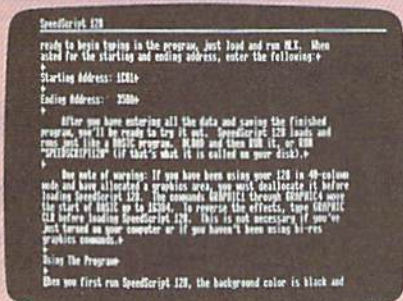 SpeedScript 128
ready to begin typing in the program, just load and run MLX.  When
asked for the starting and ending address, enter the following:←
←
Starting Address: 1C01←
←
Ending Address:
←
After you have entering all the data and saving the finished
program, you'll be ready to try it out.  SpeedScript 128 loads and
runs just like a BASIC program, DLOAD and then RUN it, or RUN
"SPEEDSCRIPT128" (if that's what it is called on your disk).←
←
One note of warning: If you have been using your 128 in 40-column
mode and have allocated a graphics area, you must deallocate it before
loading SpeedScript 128.  The commands GRAPHIC1 through GRAPHIC4 move
the start of BASIC up to 16384.  To reverse the effects, type GRAPHIC
CLR before loading SpeedScript 128.  This is not necessary if you've
just turned on your computer or if you haven't been using hi-res
graphics commands.←
←
Using The Program←
←
When you first run SpeedScript 128, the background color is black and